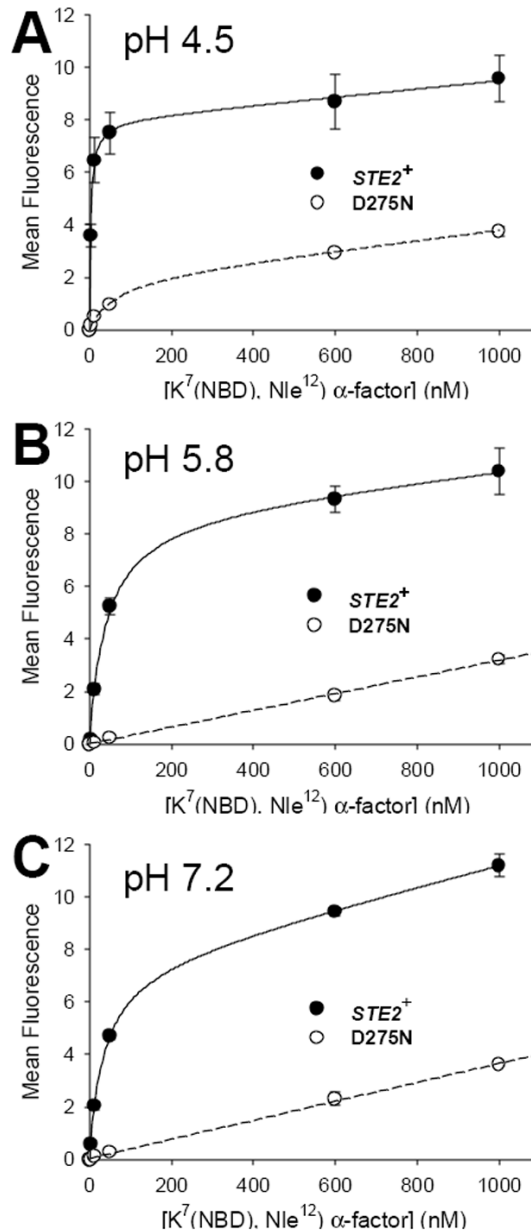 A pH 4.5
12
10
8
6
4
2
0
Mean Fluorescence
STE2⁺
D275N
0 200 400 600 800 1000
[K⁷(NBD), Nle¹² α-factor] (nM)
B pH 5.8
12
10
8
6
4
2
0
Mean Fluorescence
STE2⁺
D275N
0 200 400 600 800 1000
[K⁷(NBD), Nle¹²) α-factor] (nM)
C pH 7.2
12
10
8
6
4
2
0
Mean Fluorescence
STE2⁺
D275N
0 200 400 600 800 1000
[K⁷(NBD), Nle¹²) α-factor] (nM)